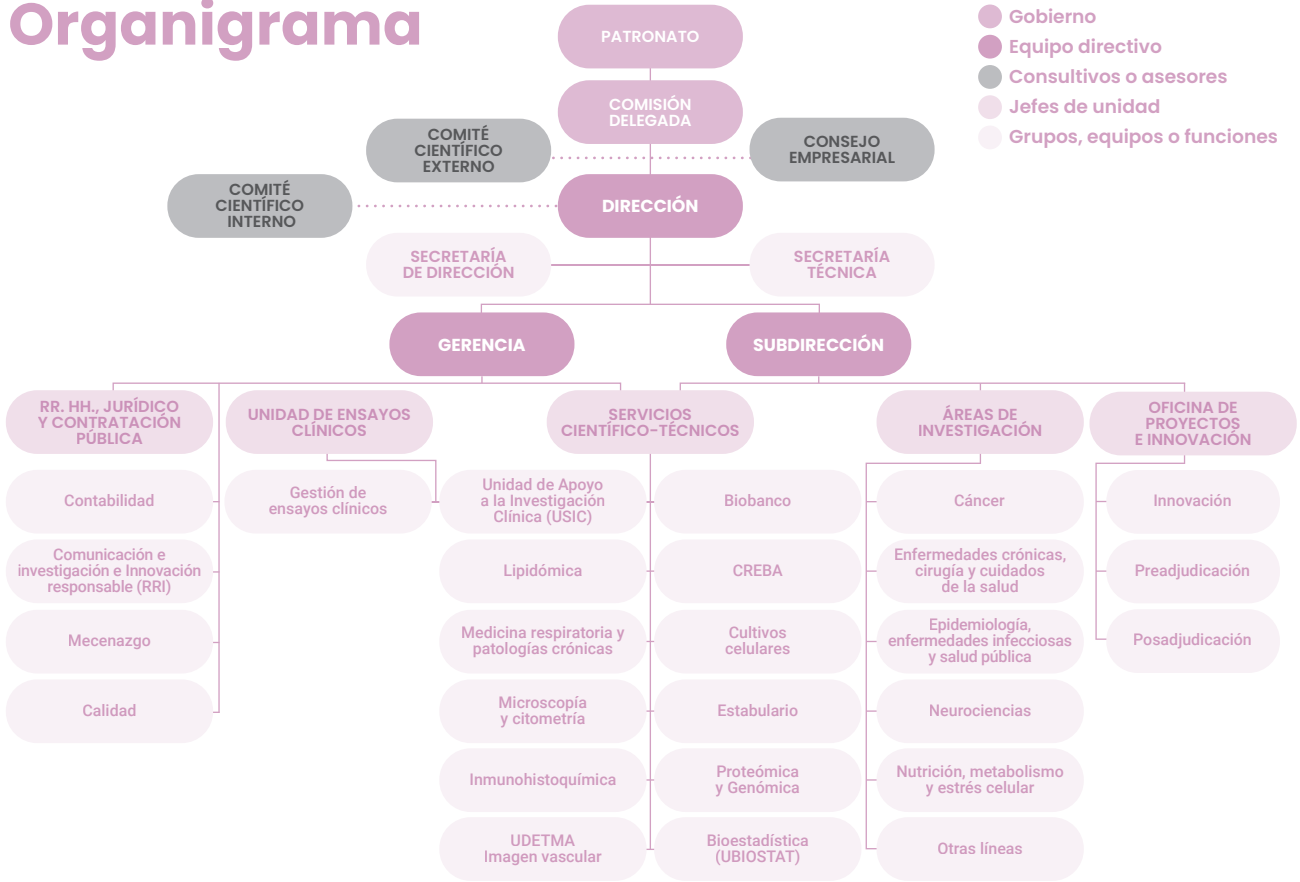 Organigrama
Gobierno
Equipo directivo
Consultivos o asesores
Jefes de unidad
Grupos, equipos o funciones
PATRONATO
COMISIÓN
DELEGADA
COMITÉ
CIENTÍFICO
EXTERNO
CONSEJO
EMPRESARIAL
COMITÉ
CIENTÍFICO
INTERNO
DIRECCIÓN
SECRETARÍA
DE DIRECCIÓN
SECRETARÍA
TÉCNICA
GERENCIA
SUBDIRECCIÓN
RR. HH., JURÍDICO
Y CONTRATACIÓN
PÚBLICA
UNIDAD DE ENSAYOS
CLÍNICOS
SERVICIOS
CIENTÍFICO-TÉCNICOS
ÁREAS DE
INVESTIGACIÓN
OFICINA DE
PROYECTOS
E INNOVACIÓN
Contabilidad
Comunicación e
investigación e Innovación
responsable (RRI)
Mecenazgo
Calidad
Gestión de
ensayos clínicos
Unidad de Apoyo
a la Investigación
Clínica (USIC)
Lipidómica
Medicina respiratoria y
patologías crónicas
Microscopía
y citometría
Inmunohistoquímica
UDETMA
Imagen vascular
Biobanco
CREBA
Cultivos
celulares
Estabulario
Proteómica
y Genómica
Bioestadística
(UBIOSTAT)
Cáncer
Enfermedades crónicas,
cirugía y cuidados
de la salud
Epidemiología,
enfermedades infecciosas
y salud pública
Neurociencias
Nutrición, metabolismo
y estrés celular
Otras líneas
Innovación
Preadjudicación
Posadjudicación